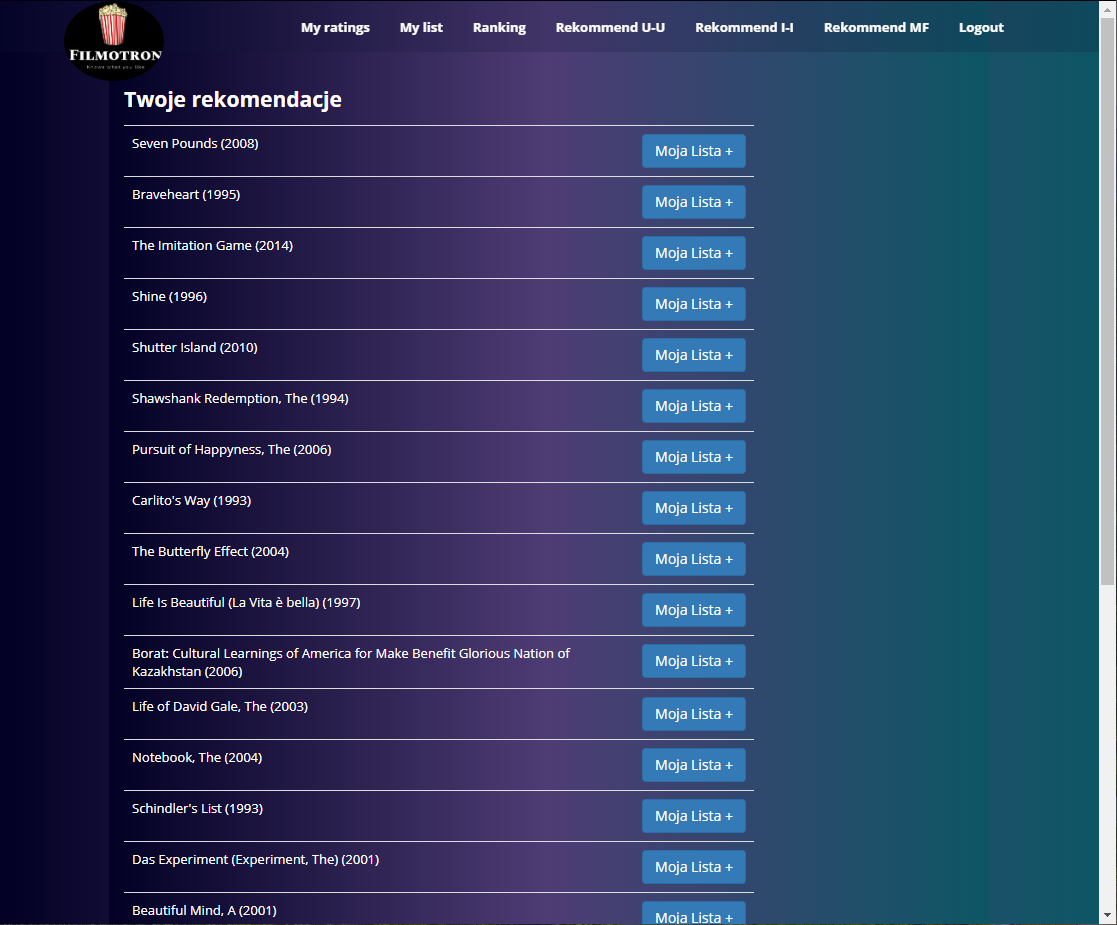 FILMOTRON
Knows what you like
My ratings
My list
Ranking
Rekommend U-U
Rekommend I-I
Rekommend MF
Logout
Twoje rekomendacje
Seven Pounds (2008)
Moja Lista +
Braveheart (1995)
Moja Lista +
The Imitation Game (2014)
Moja Lista +
Shine (1996)
Moja Lista +
Shutter Island (2010)
Moja Lista +
Shawshank Redemption, The (1994)
Moja Lista +
Pursuit of Happyness, The (2006)
Moja Lista +
Carlito's Way (1993)
Moja Lista +
The Butterfly Effect (2004)
Moja Lista +
Life Is Beautiful (La Vita è bella) (1997)
Moja Lista +
Borat: Cultural Learnings of America for Make Benefit Glorious Nation of
Kazakhstan (2006)
Moja Lista +
Life of David Gale, The (2003)
Moja Lista +
Notebook, The (2004)
Moja Lista +
Schindler's List (1993)
Moja Lista +
Das Experiment (Experiment, The) (2001)
Moja Lista +
Beautiful Mind, A (2001)
Moja Lista +